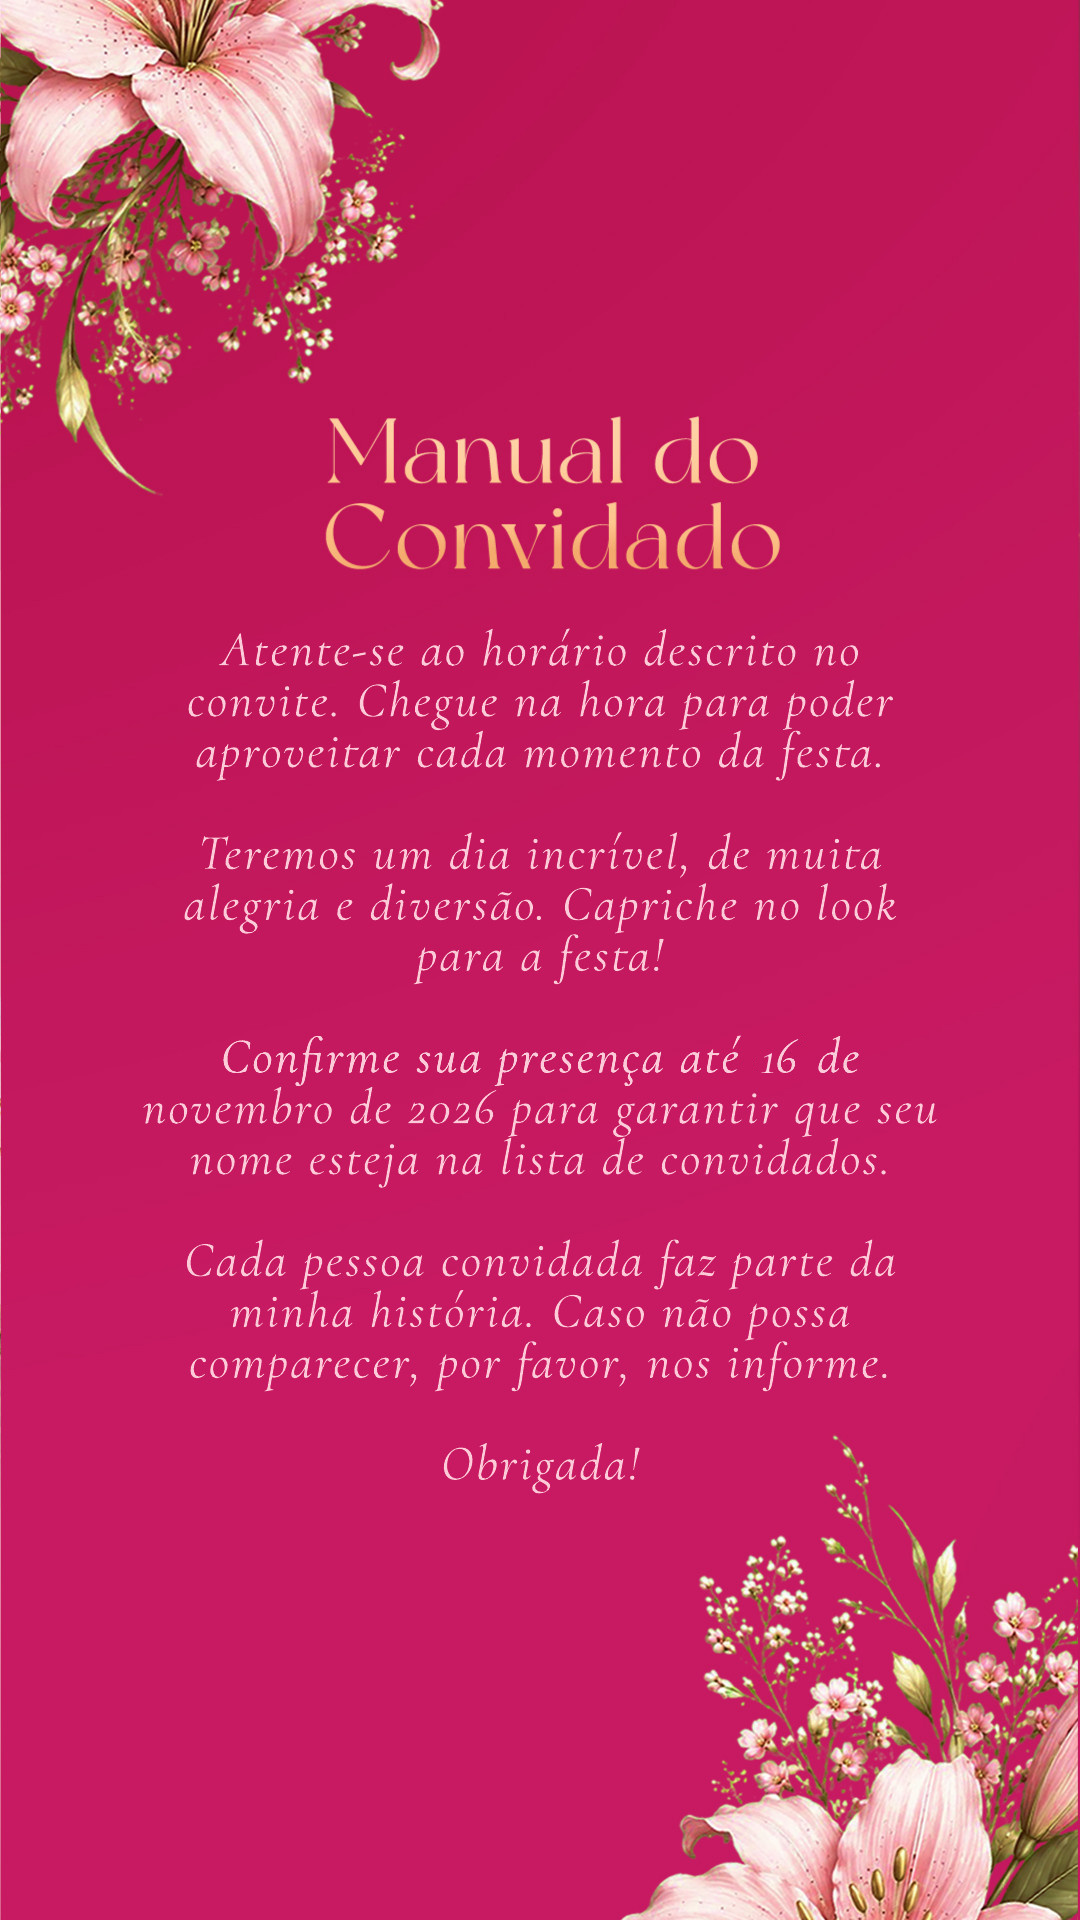 Manual do
Convidado
Atente-se ao horário descrito no
convite. Chegue na hora para poder
aproveitar cada momento da festa.
Teremos um dia incrível, de muita
alegria e diversão. Capriche no look
para a festa!
Confirme sua presença até 16 de
novembro de 2026 para garantir que seu
nome esteja na lista de convidados.
Cada pessoa convidada faz parte da
minha história. Caso não possa
comparecer, por favor, nos informe.
Obrigada!